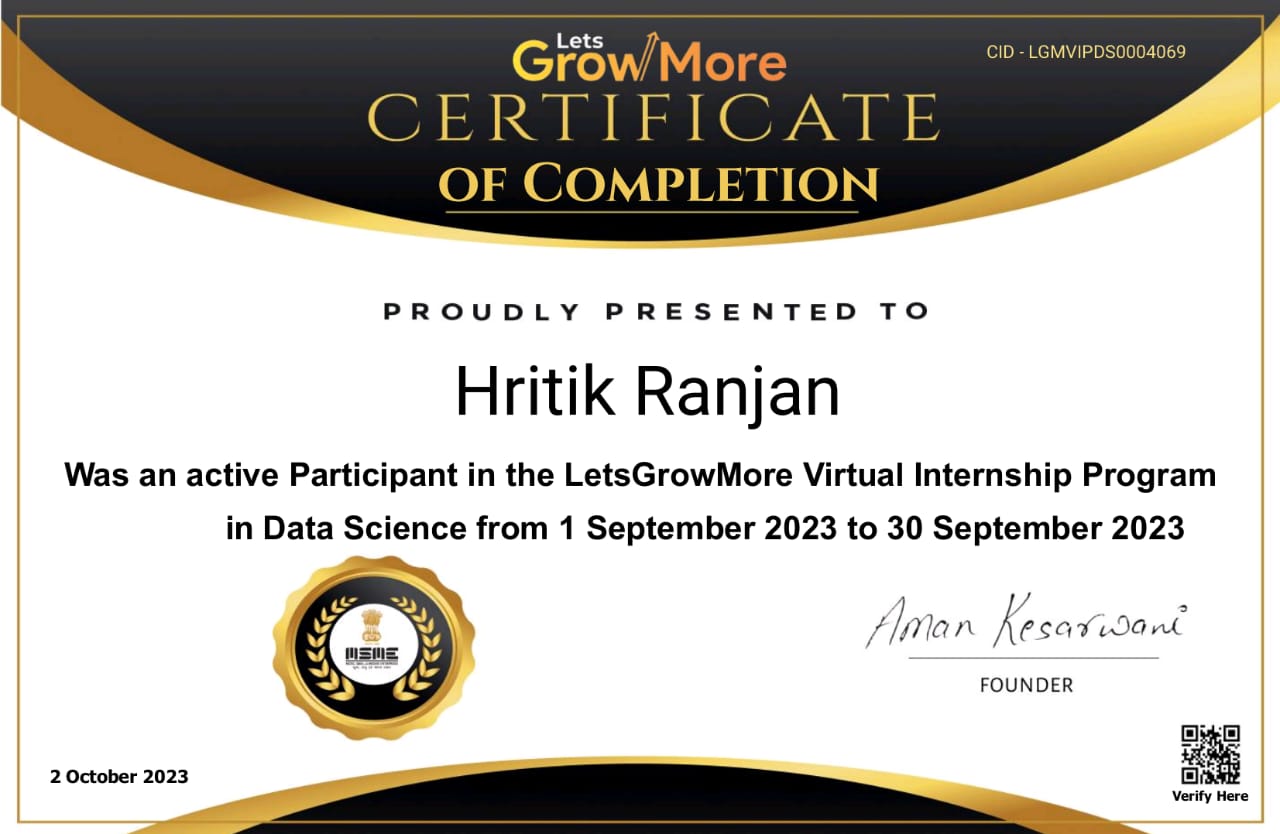 Lets
GrowMore
CID - LGMVIPDS0004069
CERTIFICATE
OF COMPLETION
PROUDLY PRESENTED TO
Hritik Ranjan
Was an active Participant in the LetsGrowMore Virtual Internship Program
in Data Science from 1 September 2023 to 30 September 2023
MSME
Aman Kesarwani
FOUNDER
2 October 2023
Verify Here